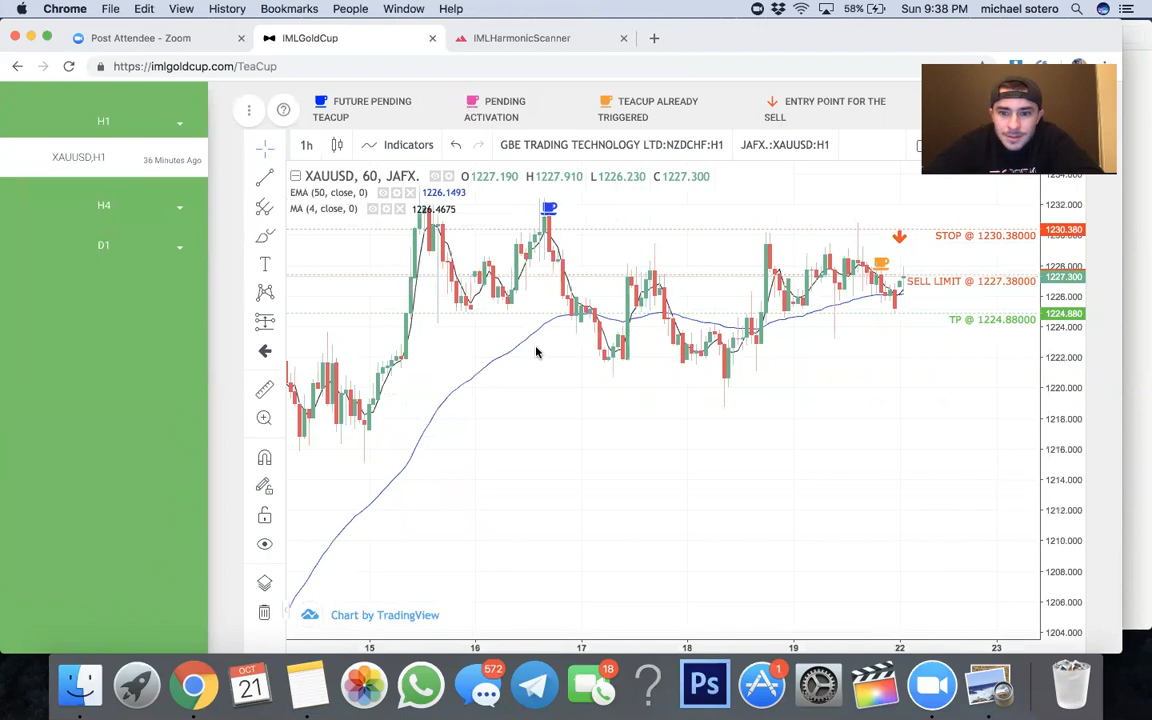 Chrome File Edit View History Bookmarks People Window Help 58% Sun 9:38 PM michael sotero
Post Attendee - Zoom IMLGoldCup IMLHarmonicScanner
https://imlgoldcup.com/TeaCup
FUTURE PENDING TEACUP
PENDING ACTIVATION
TEACUP ALREADY TRIGGERED
ENTRY POINT FOR THE SELL
H1
XAUUSD,H1 36 Minutes Ago
H4
D1
1h Indicators GBE TRADING TECHNOLOGY LTD:NZDCHF:H1 JAFX.:XAUUSD:H1
XAUUSD, 60, JAFX. O1227.190 H1227.910 L1226.230 C1227.300
EMA (50, close, 0) 1226.1493
MA (4, close, 0) 1226.4675
STOP @ 1230.38000
SELL LIMIT @ 1227.38000
TP @ 1224.88000
1232.000
1230.380
1228.000
1227.300
1226.000
1224.880
1224.000
1222.000
1220.000
1218.000
1216.000
1214.000
1212.000
1210.000
1208.000
1206.000
1204.000
Chart by TradingView
15 16 17 18 19 22 23
OCT
21
572
18
Ps
1